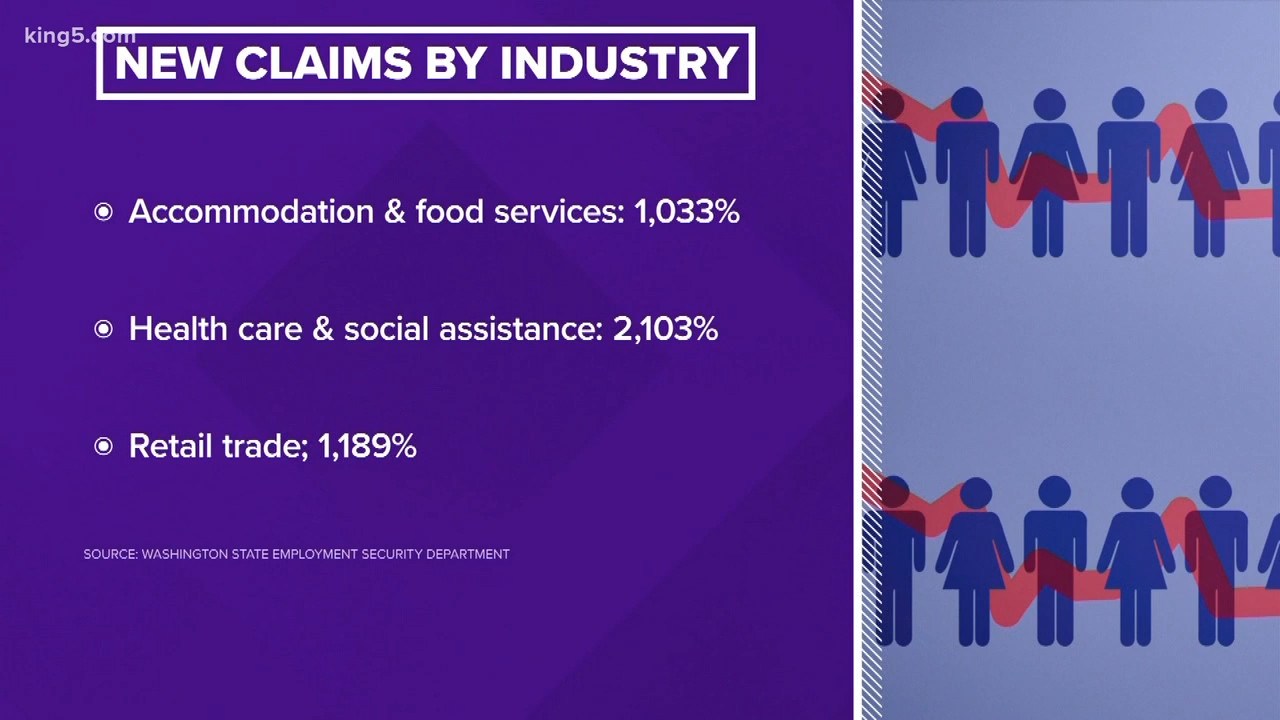 king5.com
NEW CLAIMS BY INDUSTRY
Accommodation & food services: 1,033%
Health care & social assistance: 2,103%
Retail trade; 1,189%
SOURCE: WASHINGTON STATE EMPLOYMENT SECURITY DEPARTMENT